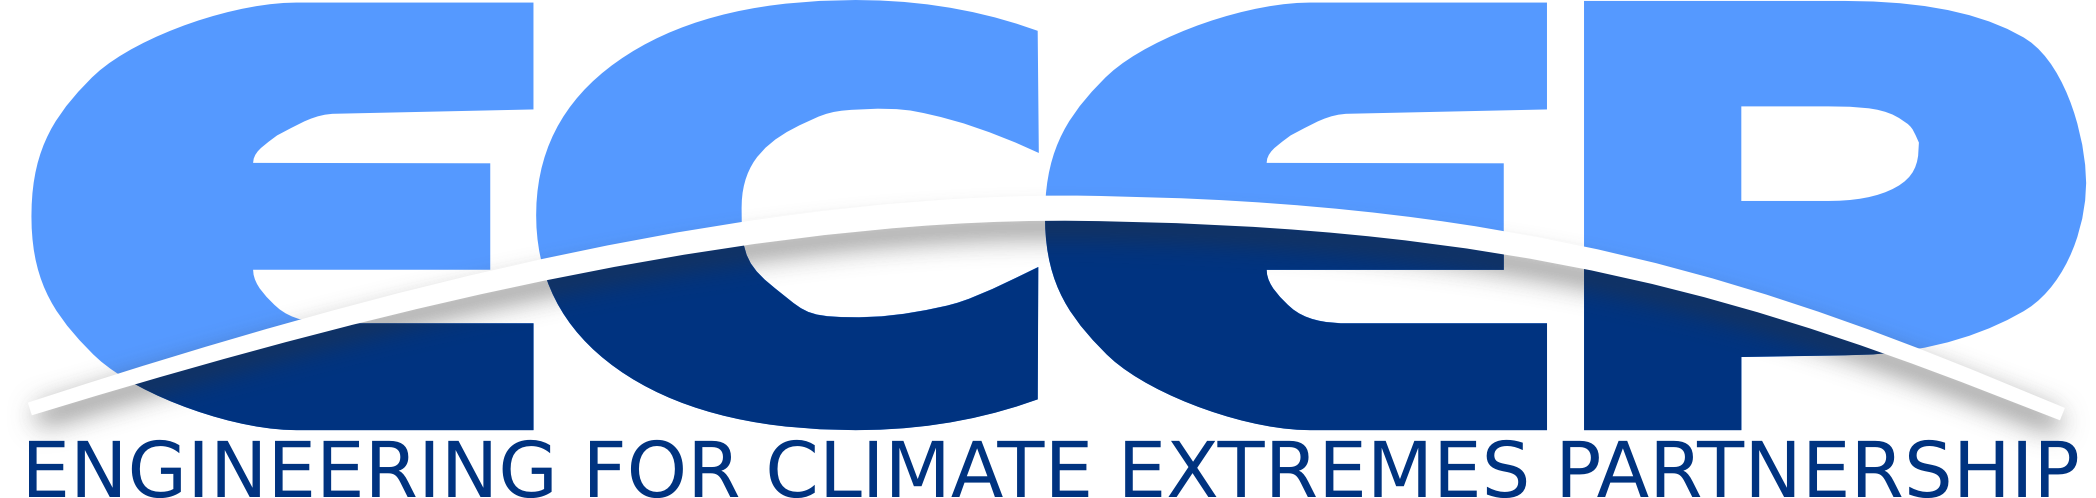 ECEP
ENGINEERING FOR CLIMATE EXTREMES PARTNERSHIP